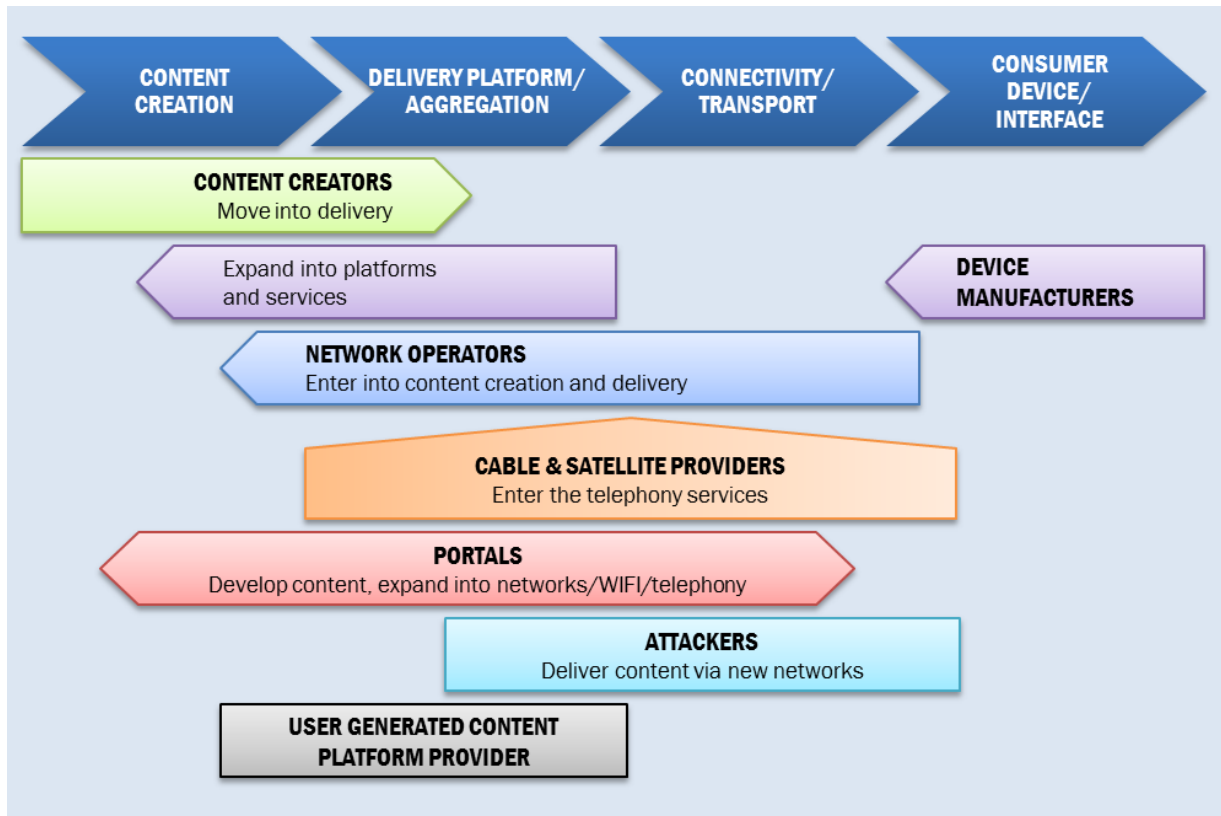 CONTENT
CREATION
DELIVERY PLATFORM/
AGGREGATION
CONNECTIVITY/
TRANSPORT
CONSUMER
DEVICE/
INTERFACE
CONTENT CREATORS
Move into delivery
Expand into platforms
and services
DEVICE
MANUFACTURERS
NETWORK OPERATORS
Enter into content creation and delivery
CABLE & SATELLITE PROVIDERS
Enter the telephony services
PORTALS
Develop content, expand into networks/WIFI/telephony
ATTACKERS
Deliver content via new networks
USER GENERATED CONTENT
PLATFORM PROVIDER